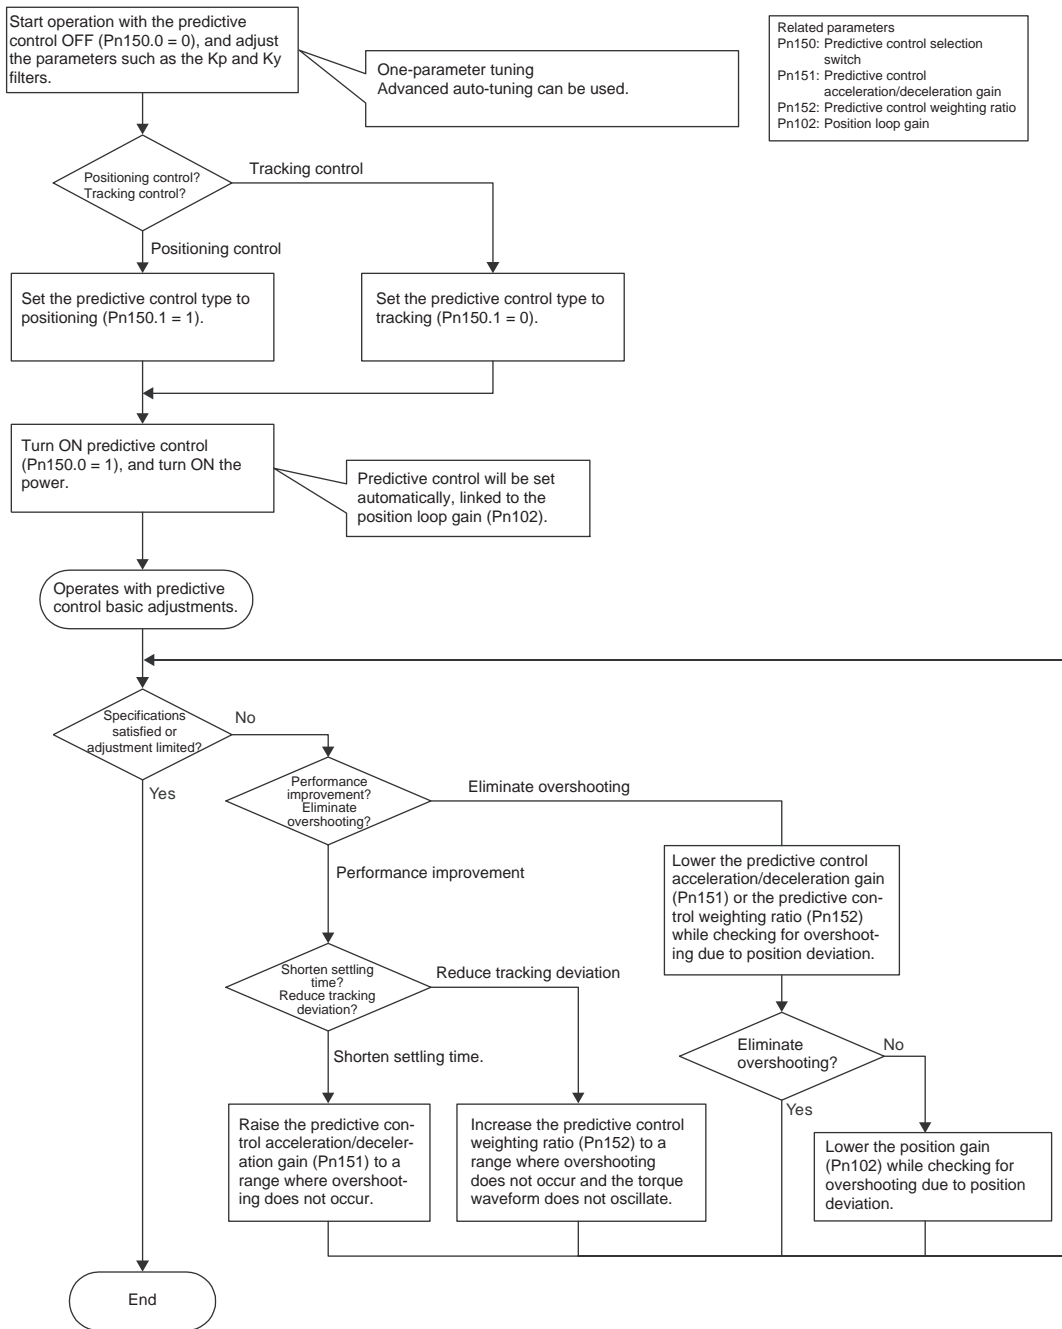 Start operation with the predictive
control OFF (Pn150.0 = 0), and adjust
the parameters such as the Kp and Ky
filters.
One-parameter tuning
Advanced auto-tuning can be used.
Related parameters
Pn150: Predictive control selection
switch
Pn151: Predictive control
acceleration/deceleration gain
Pn152: Predictive control weighting ratio
Pn102: Position loop gain
Positioning control?
Tracking control?
Tracking control
Positioning control
Set the predictive control type to
positioning (Pn150.1 = 1).
Set the predictive control type to
tracking (Pn150.1 = 0).
Turn ON predictive control
(Pn150.0 = 1), and turn ON the
power.
Predictive control will be set
automatically, linked to the
position loop gain (Pn102).
Operates with predictive
control basic adjustments.
Specifications
satisfied or
adjustment limited?
No
Yes
Performance
improvement?
Eliminate
overshooting?
Eliminate overshooting
Performance improvement
Lower the predictive control
acceleration/deceleration gain
(Pn151) or the predictive con-
trol weighting ratio (Pn152)
while checking for overshoot-
ing due to position deviation.
Shorten settling
time?
Reduce tracking
deviation?
Reduce tracking deviation
Shorten settling time.
Eliminate
overshooting?
No
Yes
Raise the predictive con-
trol acceleration/deceler-
ation gain (Pn151) to a
range where overshoot-
ing does not occur.
Increase the predictive control
weighting ratio (Pn152) to a
range where overshooting
does not occur and the torque
waveform does not oscillate.
Lower the position gain
(Pn102) while checking for
overshooting due to position
deviation.
End